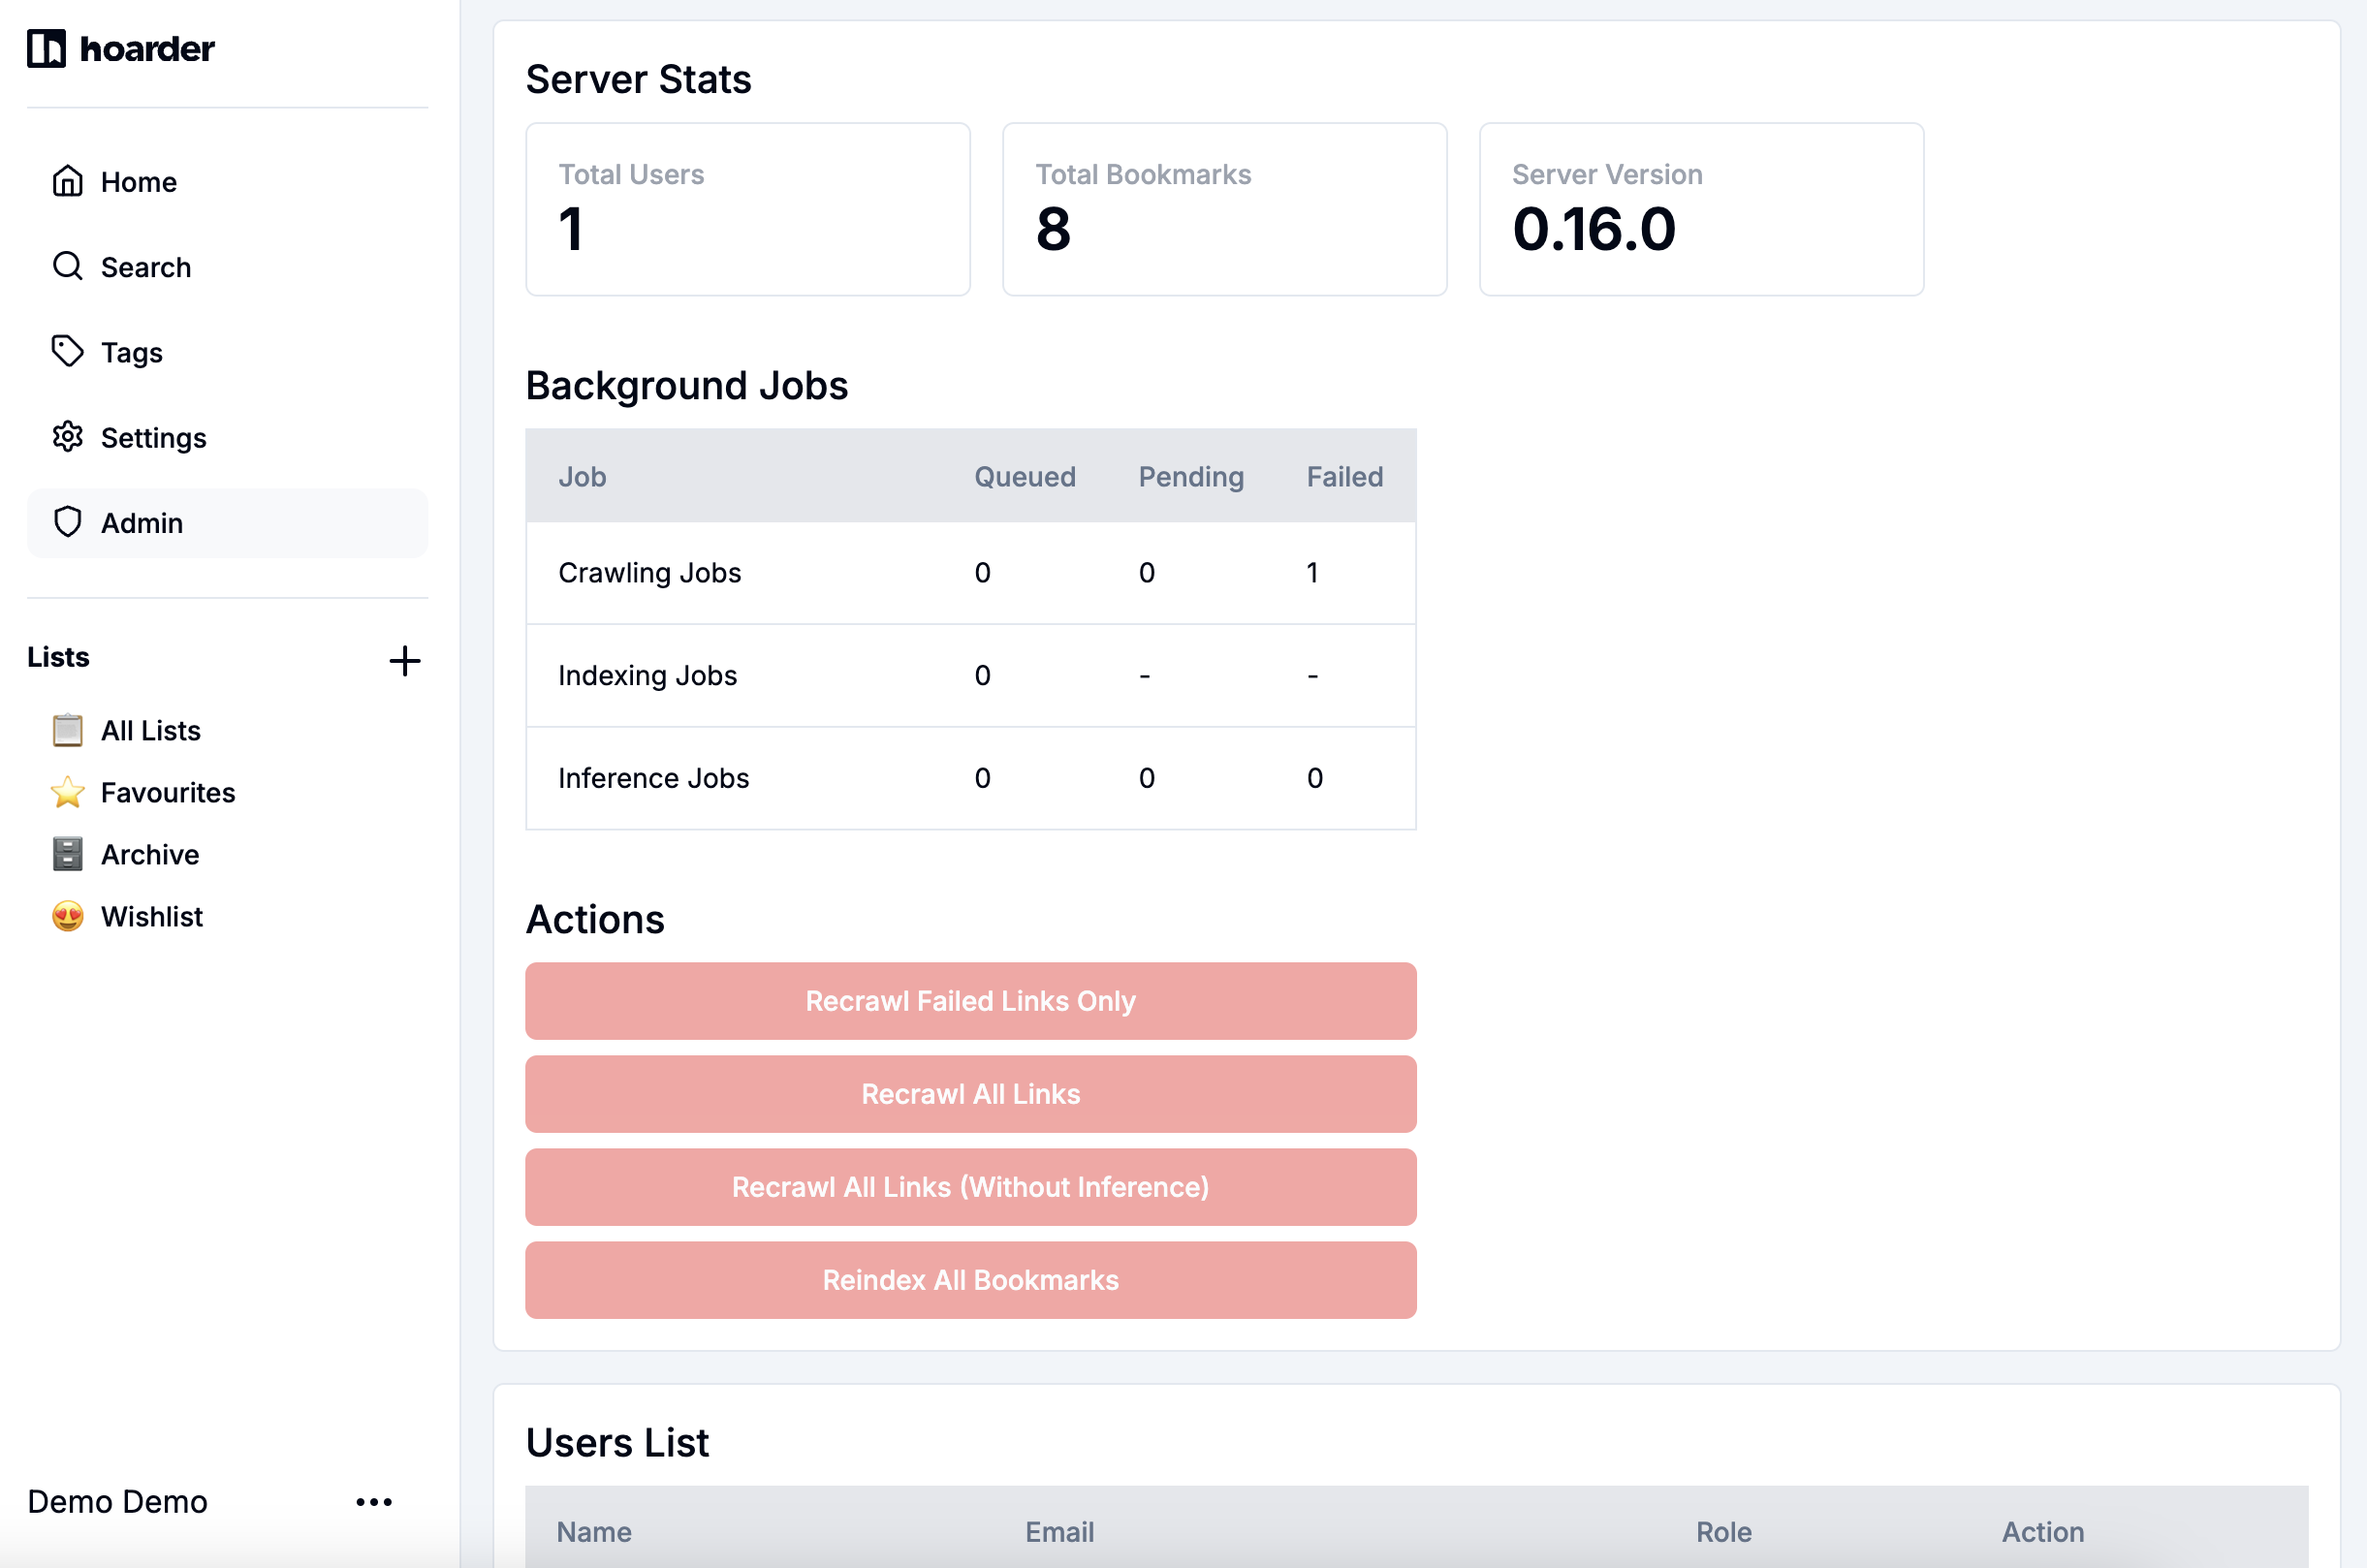 hoarder
Home
Search
Tags
Settings
Admin
Lists
All Lists
Favourites
Archive
Wishlist
Demo Demo
Server Stats
Total Users
1
Total Bookmarks
8
Server Version
0.16.0
Background Jobs
Job Queued Pending Failed
Crawling Jobs 0 0 1
Indexing Jobs 0 - -
Inference Jobs 0 0 0
Actions
Recrawl Failed Links Only
Recrawl All Links
Recrawl All Links (Without Inference)
Reindex All Bookmarks
Users List
Name Email Role Action